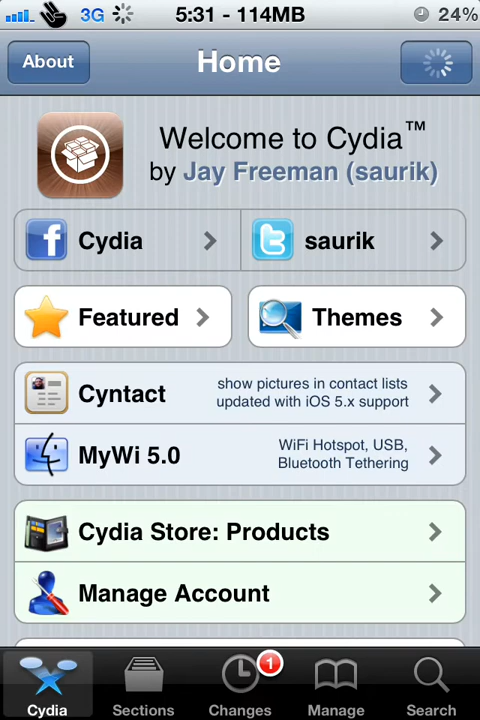 3G 5:31 - 114MB 24%
About Home
Welcome to Cydia™
by Jay Freeman (saurik)
Cydia saurik
Featured Themes
Cyntact show pictures in contact lists
updated with iOS 5.x support
MyWi 5.0 WiFi Hotspot, USB,
Bluetooth Tethering
Cydia Store: Products
Manage Account
1
Cydia Sections Changes Manage Search